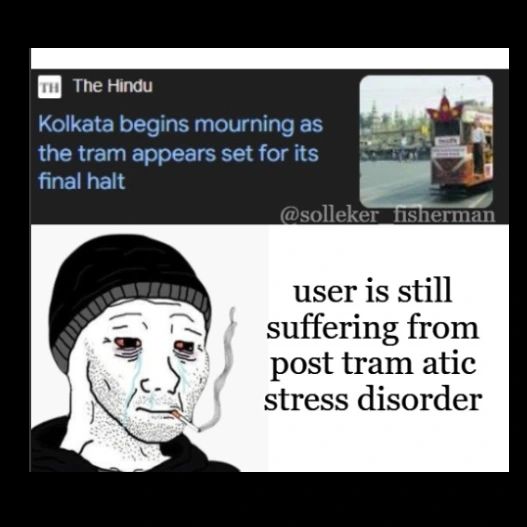 TH The Hindu
Kolkata begins mourning as
the tram appears set for its
final halt
@solleker_fisherman
user is still
suffering from
post tram atic
stress disorder